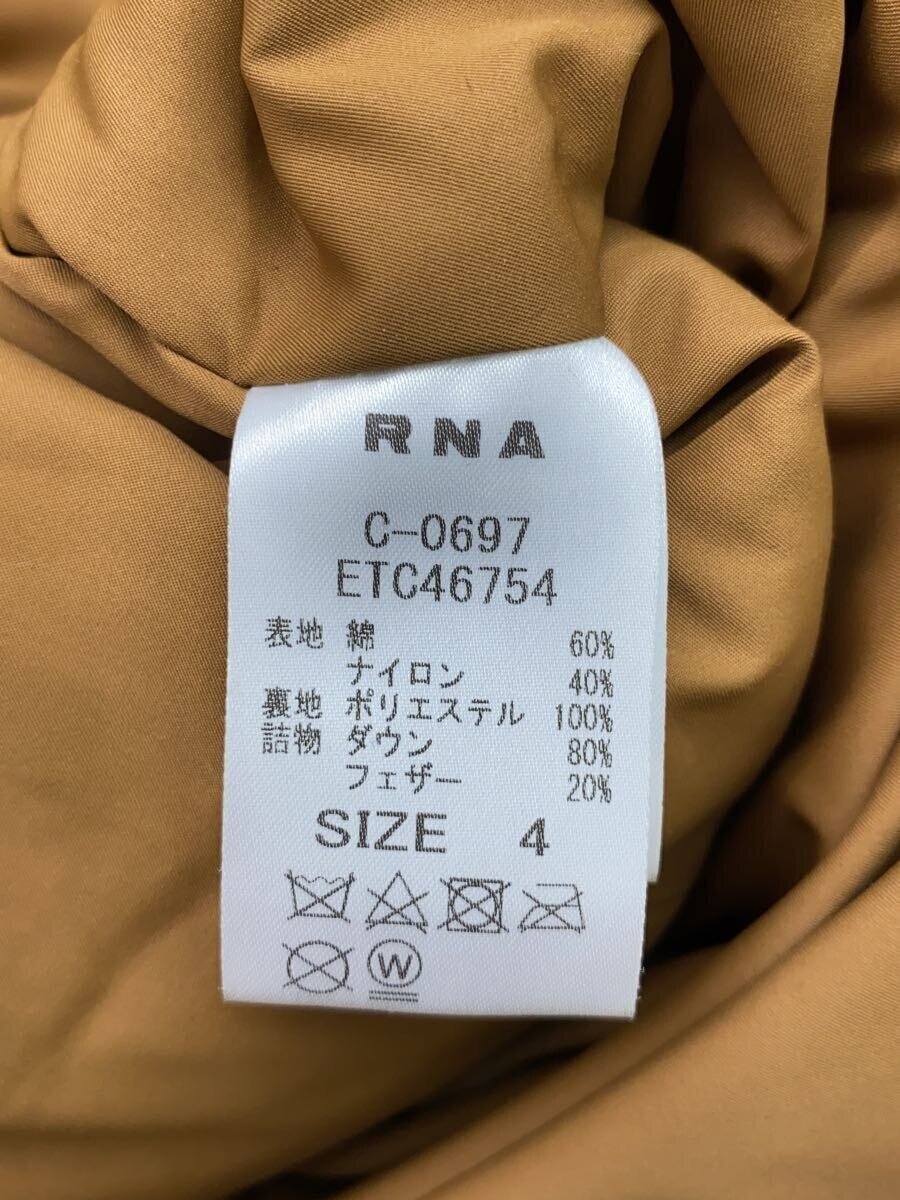 RNA
C-0697
ETC46754
表地 綿 60%
ナイロン 40%
裏地 ポリエステル 100%
詰物 ダウン 80%
フェザー 20%
SIZE 4
W